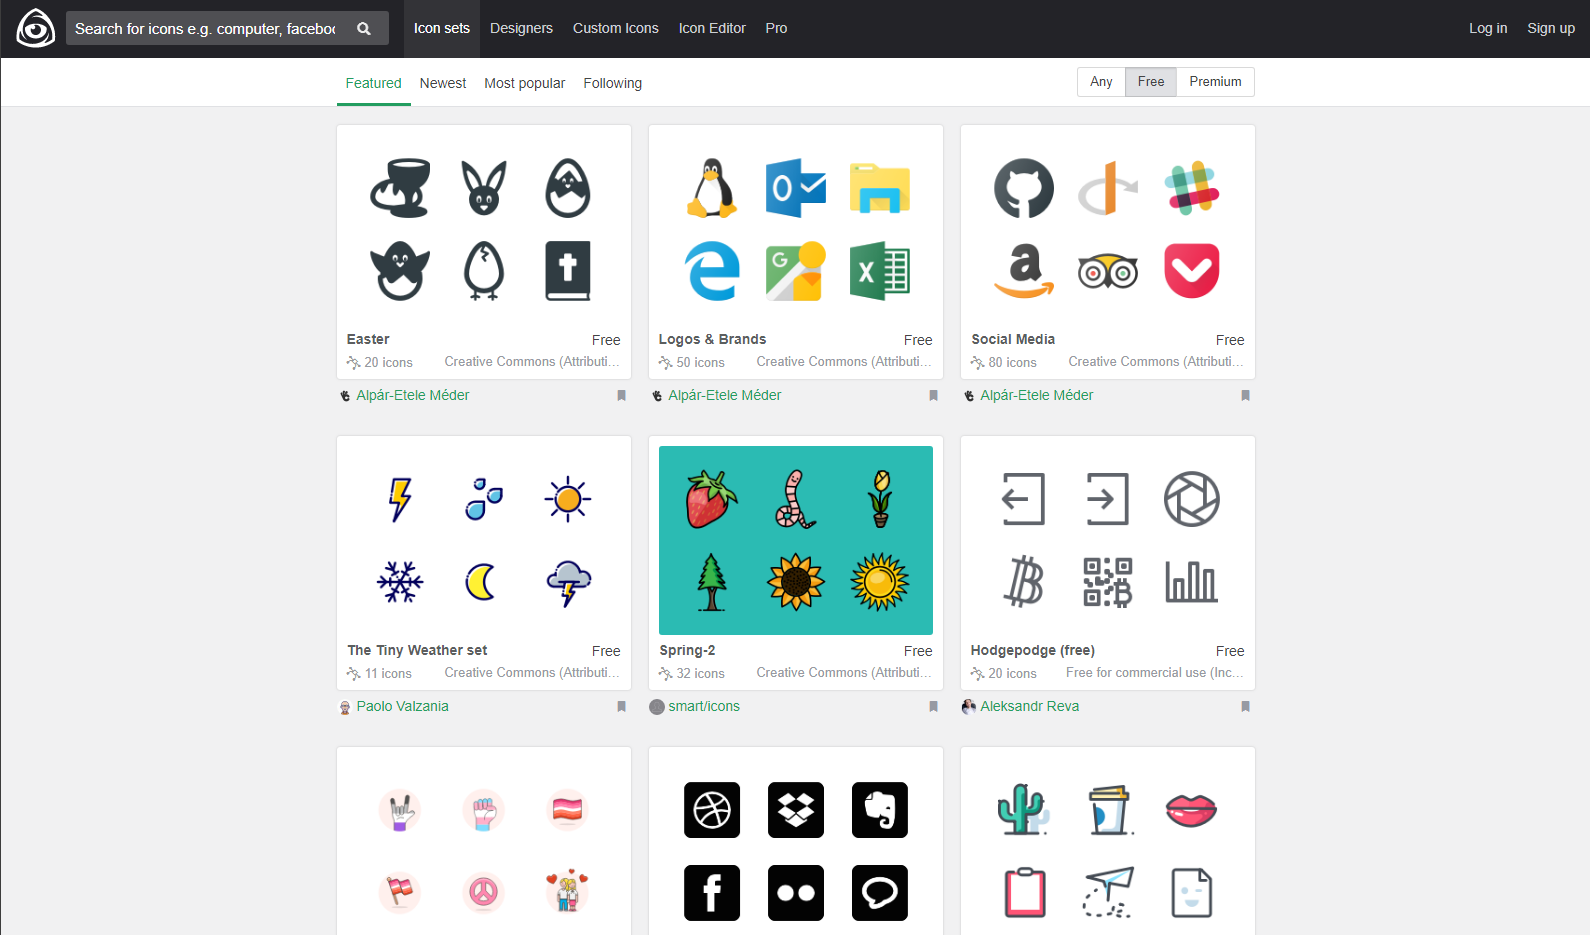 Search for icons e.g. computer, faceboo
Icon sets Designers Custom Icons Icon Editor Pro Log in Sign up
Featured Newest Most popular Following Any Free Premium
Easter Free
20 icons Creative Commons (Attributi...
Alpár-Etele Méder
Logos & Brands Free
50 icons Creative Commons (Attributi...
Alpár-Etele Méder
Social Media Free
80 icons Creative Commons (Attributi...
Alpár-Etele Méder
The Tiny Weather set Free
11 icons Creative Commons (Attributi...
Paolo Valzania
Spring-2 Free
32 icons Creative Commons (Attributi...
smart/icons
Hodgepodge (free) Free
20 icons Free for commercial use (Inc...
Aleksandr Reva